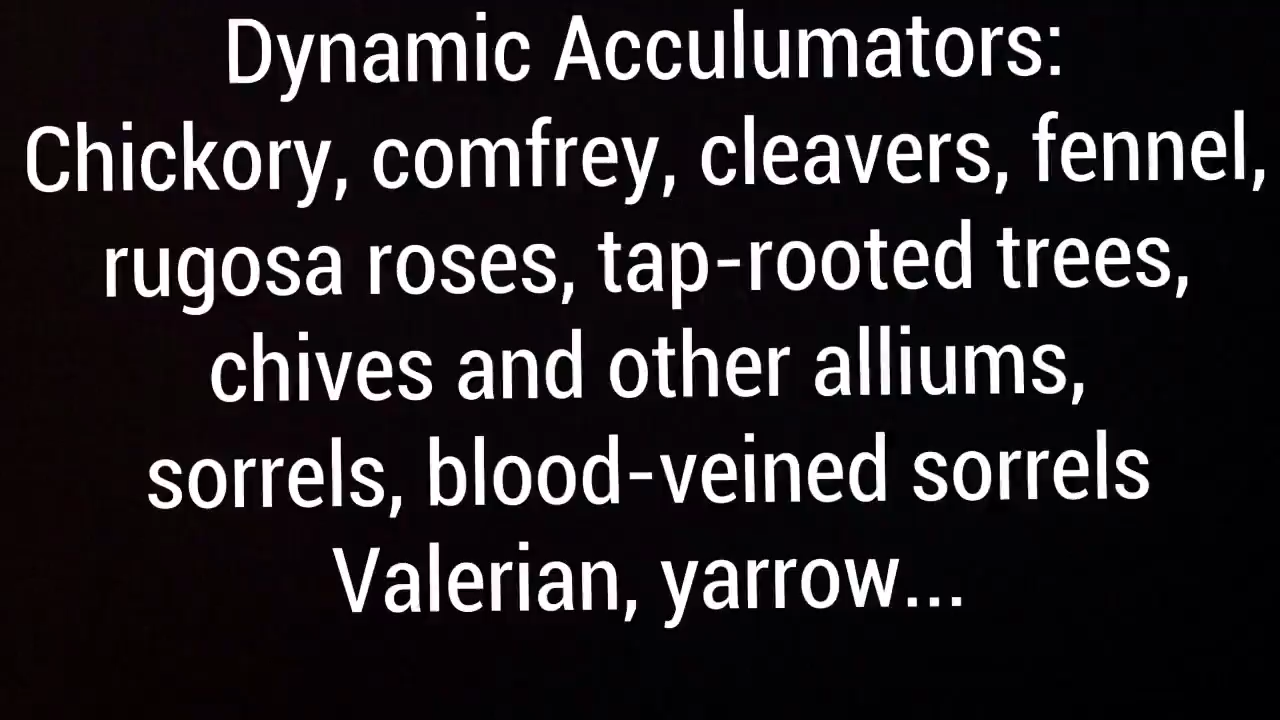 Dynamic Acculumators:
Chickory, comfrey, cleavers, fennel,
rugosa roses, tap-rooted trees,
chives and other alliums,
sorrels, blood-veined sorrels
Valerian, yarrow...